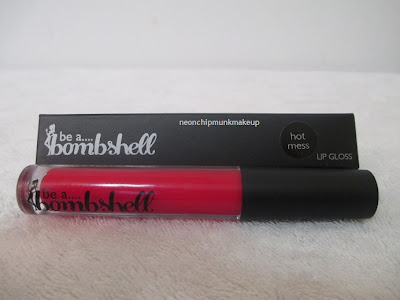 neonchipmunkmakeup
be a....
bombshell
hot
mess
LIP GLOSS
be a....
bombshell